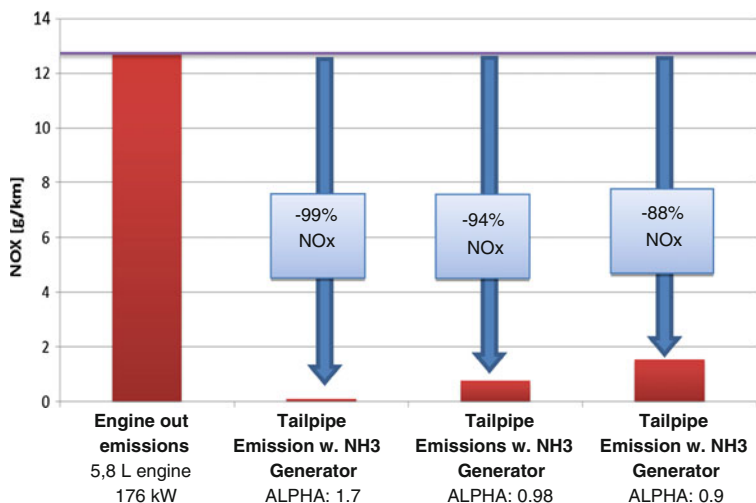 14
12
10
8
6
4
2
0
NOX [g/km]
-99%
NOx
-94%
NOx
-88%
NOx
Engine out
emissions
5,8 L engine
176 kW
Tailpipe
Emission w. NH3
Generator
ALPHA: 1.7
Tailpipe
Emissions w. NH3
Generator
ALPHA: 0.98
Tailpipe
Emission w. NH3
Generator
ALPHA: 0.9